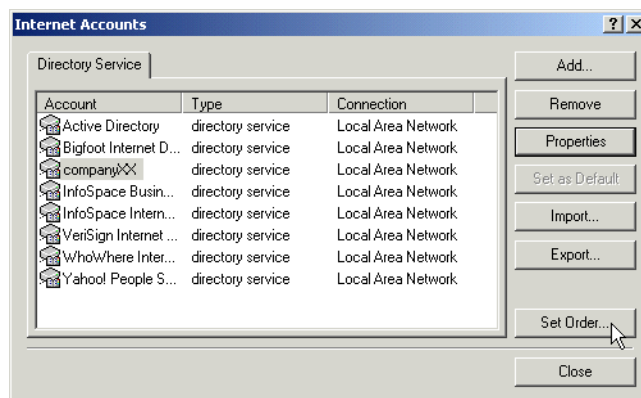 Internet Accounts
Directory Service
Account Type Connection
Active Directory directory service Local Area Network
Bigfoot Internet D... directory service Local Area Network
companyXX directory service Local Area Network
InfoSpace Busin... directory service Local Area Network
InfoSpace Intern... directory service Local Area Network
VeriSign Internet ... directory service Local Area Network
WhoWhere Inter... directory service Local Area Network
Yahoo! People S... directory service Local Area Network
Add...
Remove
Properties
Set as Default
Import...
Export...
Set Order...
Close